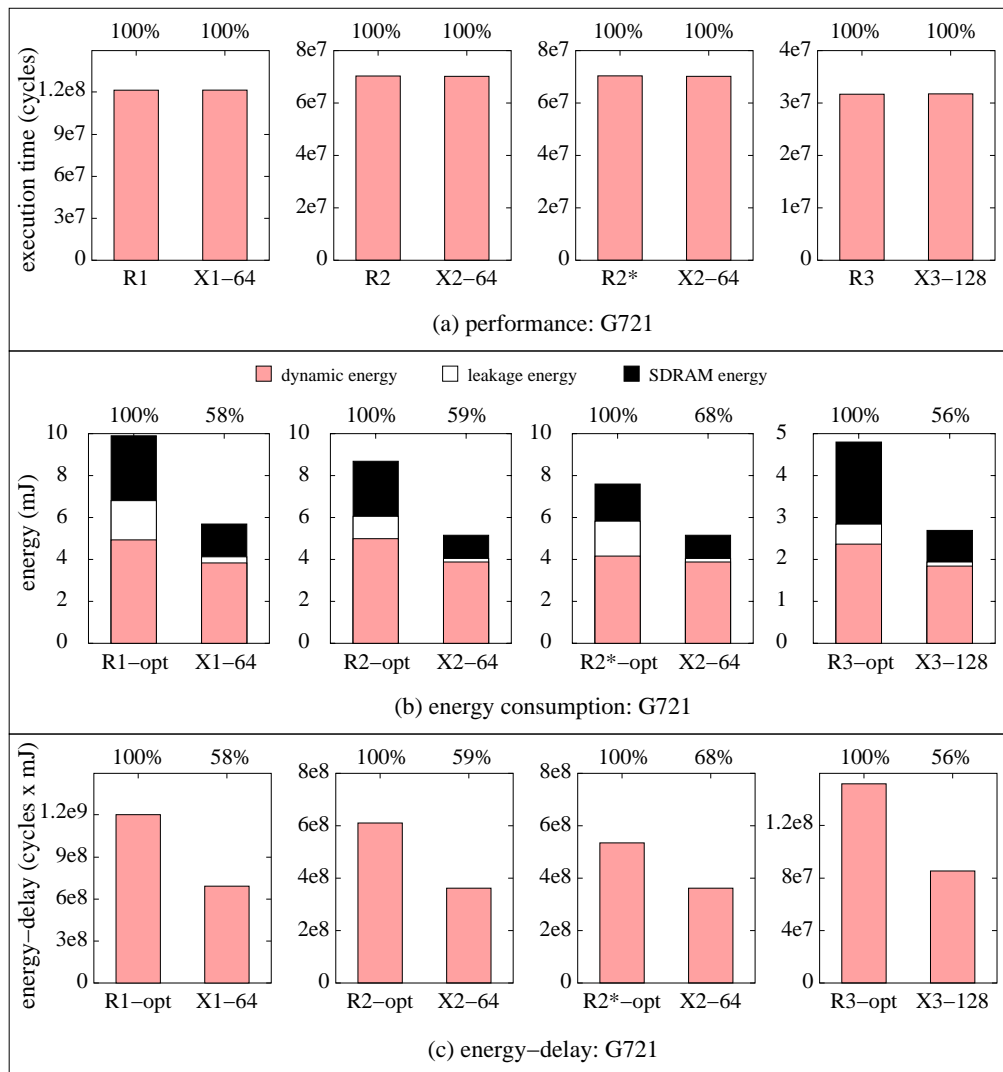 100% 100% 100% 100% 100% 100% 100% 100%
execution time (cycles)
1.2e8
9e7
6e7
3e7
0
R1 X1−64
8e7
6e7
4e7
2e7
0
R2 X2−64
8e7
6e7
4e7
2e7
0
R2* X2−64
4e7
3e7
2e7
1e7
0
R3 X3−128
(a) performance: G721
dynamic energy leakage energy SDRAM energy
100% 58% 100% 59% 100% 68% 100% 56%
energy (mJ)
10
8
6
4
2
0
R1−opt X1−64
10
8
6
4
2
0
R2−opt X2−64
10
8
6
4
2
0
R2*−opt X2−64
5
4
3
2
1
0
R3−opt X3−128
(b) energy consumption: G721
100% 58% 100% 59% 100% 68% 100% 56%
energy−delay (cycles x mJ)
1.2e9
9e8
6e8
3e8
0
R1−opt X1−64
8e8
6e8
4e8
2e8
0
R2−opt X2−64
8e8
6e8
4e8
2e8
0
R2*−opt X2−64
1.2e8
8e7
4e7
0
R3−opt X3−128
(c) energy−delay: G721